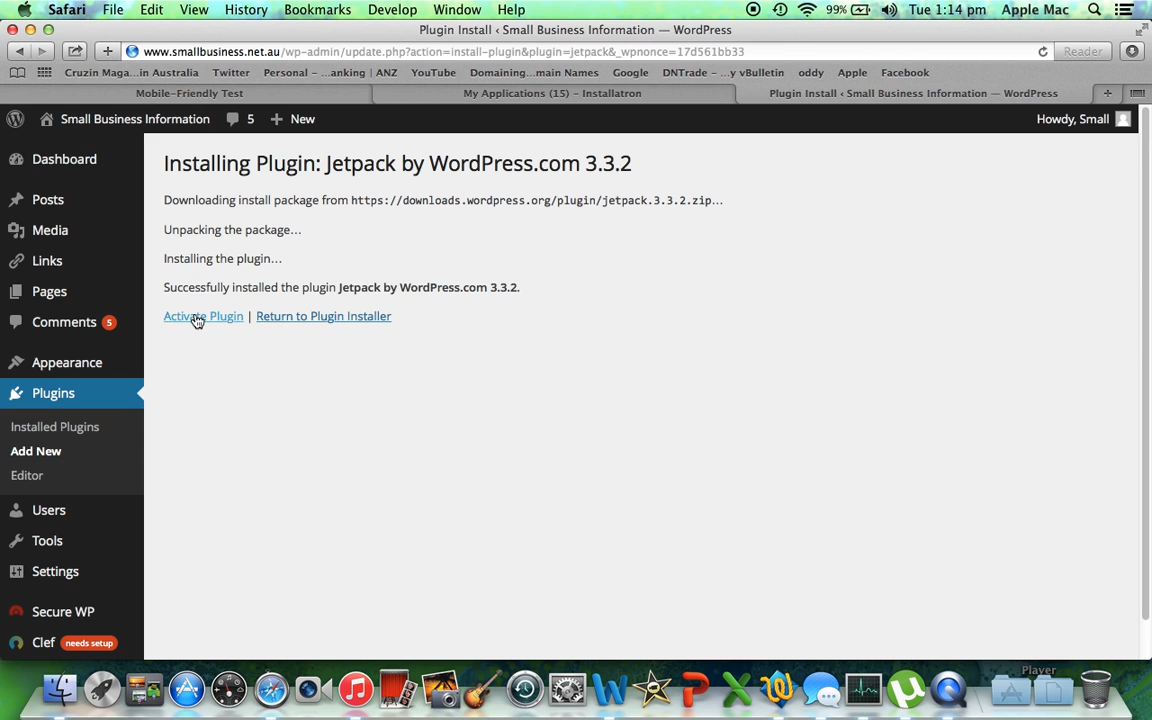 Safari File Edit View History Bookmarks Develop Window Help 99% Tue 1:14 pm Apple Mac
Plugin Install ‹ Small Business Information — WordPress
www.smallbusiness.net.au/wp-admin/update.php?action=install-plugin&plugin=jetpack&_wpnonce=17d561bb33 Reader
Cruzin Maga...in Australia Twitter Personal – ...anking | ANZ YouTube Domaining...main Names Google DNTrade – ...y vBulletin oddy Apple Facebook
Mobile-Friendly Test My Applications (15) – Installatron Plugin Install ‹ Small Business Information — WordPress
Small Business Information 5 + New Howdy, Small
Dashboard
Posts
Media
Links
Pages
Comments 5
Appearance
Plugins
Installed Plugins
Add New
Editor
Users
Tools
Settings
Secure WP
Clef needs setup
Installing Plugin: Jetpack by WordPress.com 3.3.2
Downloading install package from https://downloads.wordpress.org/plugin/jetpack.3.3.2.zip…
Unpacking the package…
Installing the plugin…
Successfully installed the plugin Jetpack by WordPress.com 3.3.2.
Activate Plugin | Return to Plugin Installer
Player